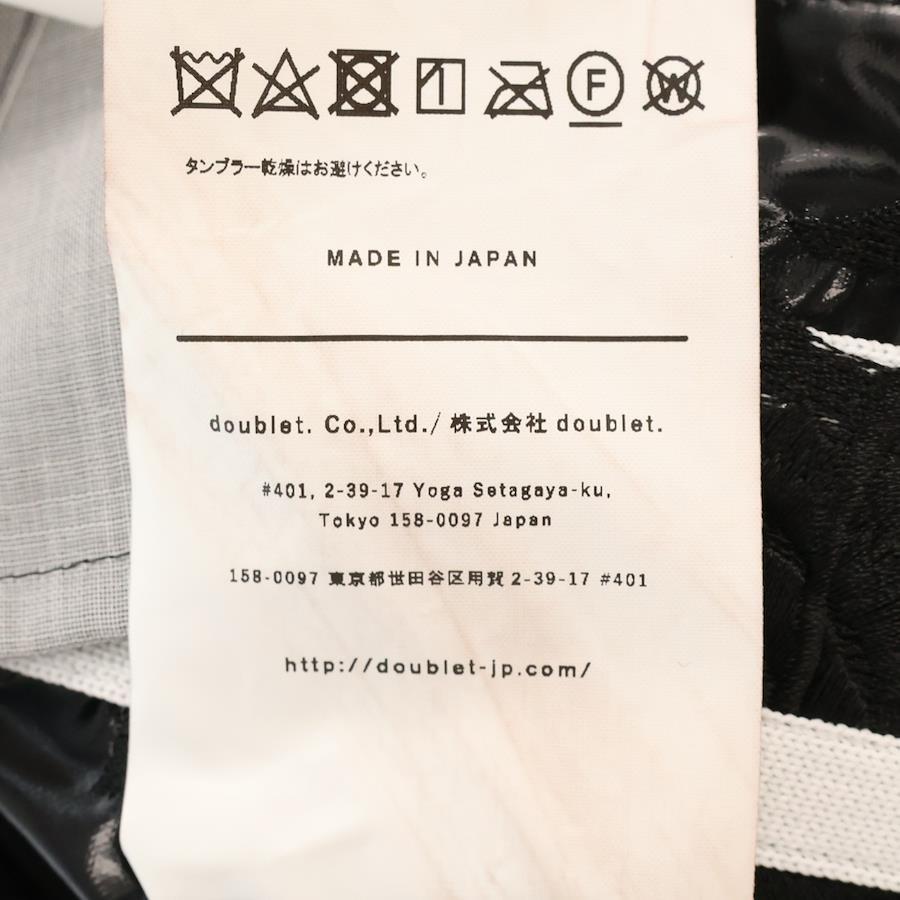 F W
タンブラー乾燥はお避けください。
MADE IN JAPAN
doublet. Co.,Ltd./ 株式会社 doublet.
#401, 2-39-17 Yoga Setagaya-ku,
Tokyo 158-0097 Japan
158-0097 東京都世田谷区用賀 2-39-17 #401
http://doublet-jp.com/